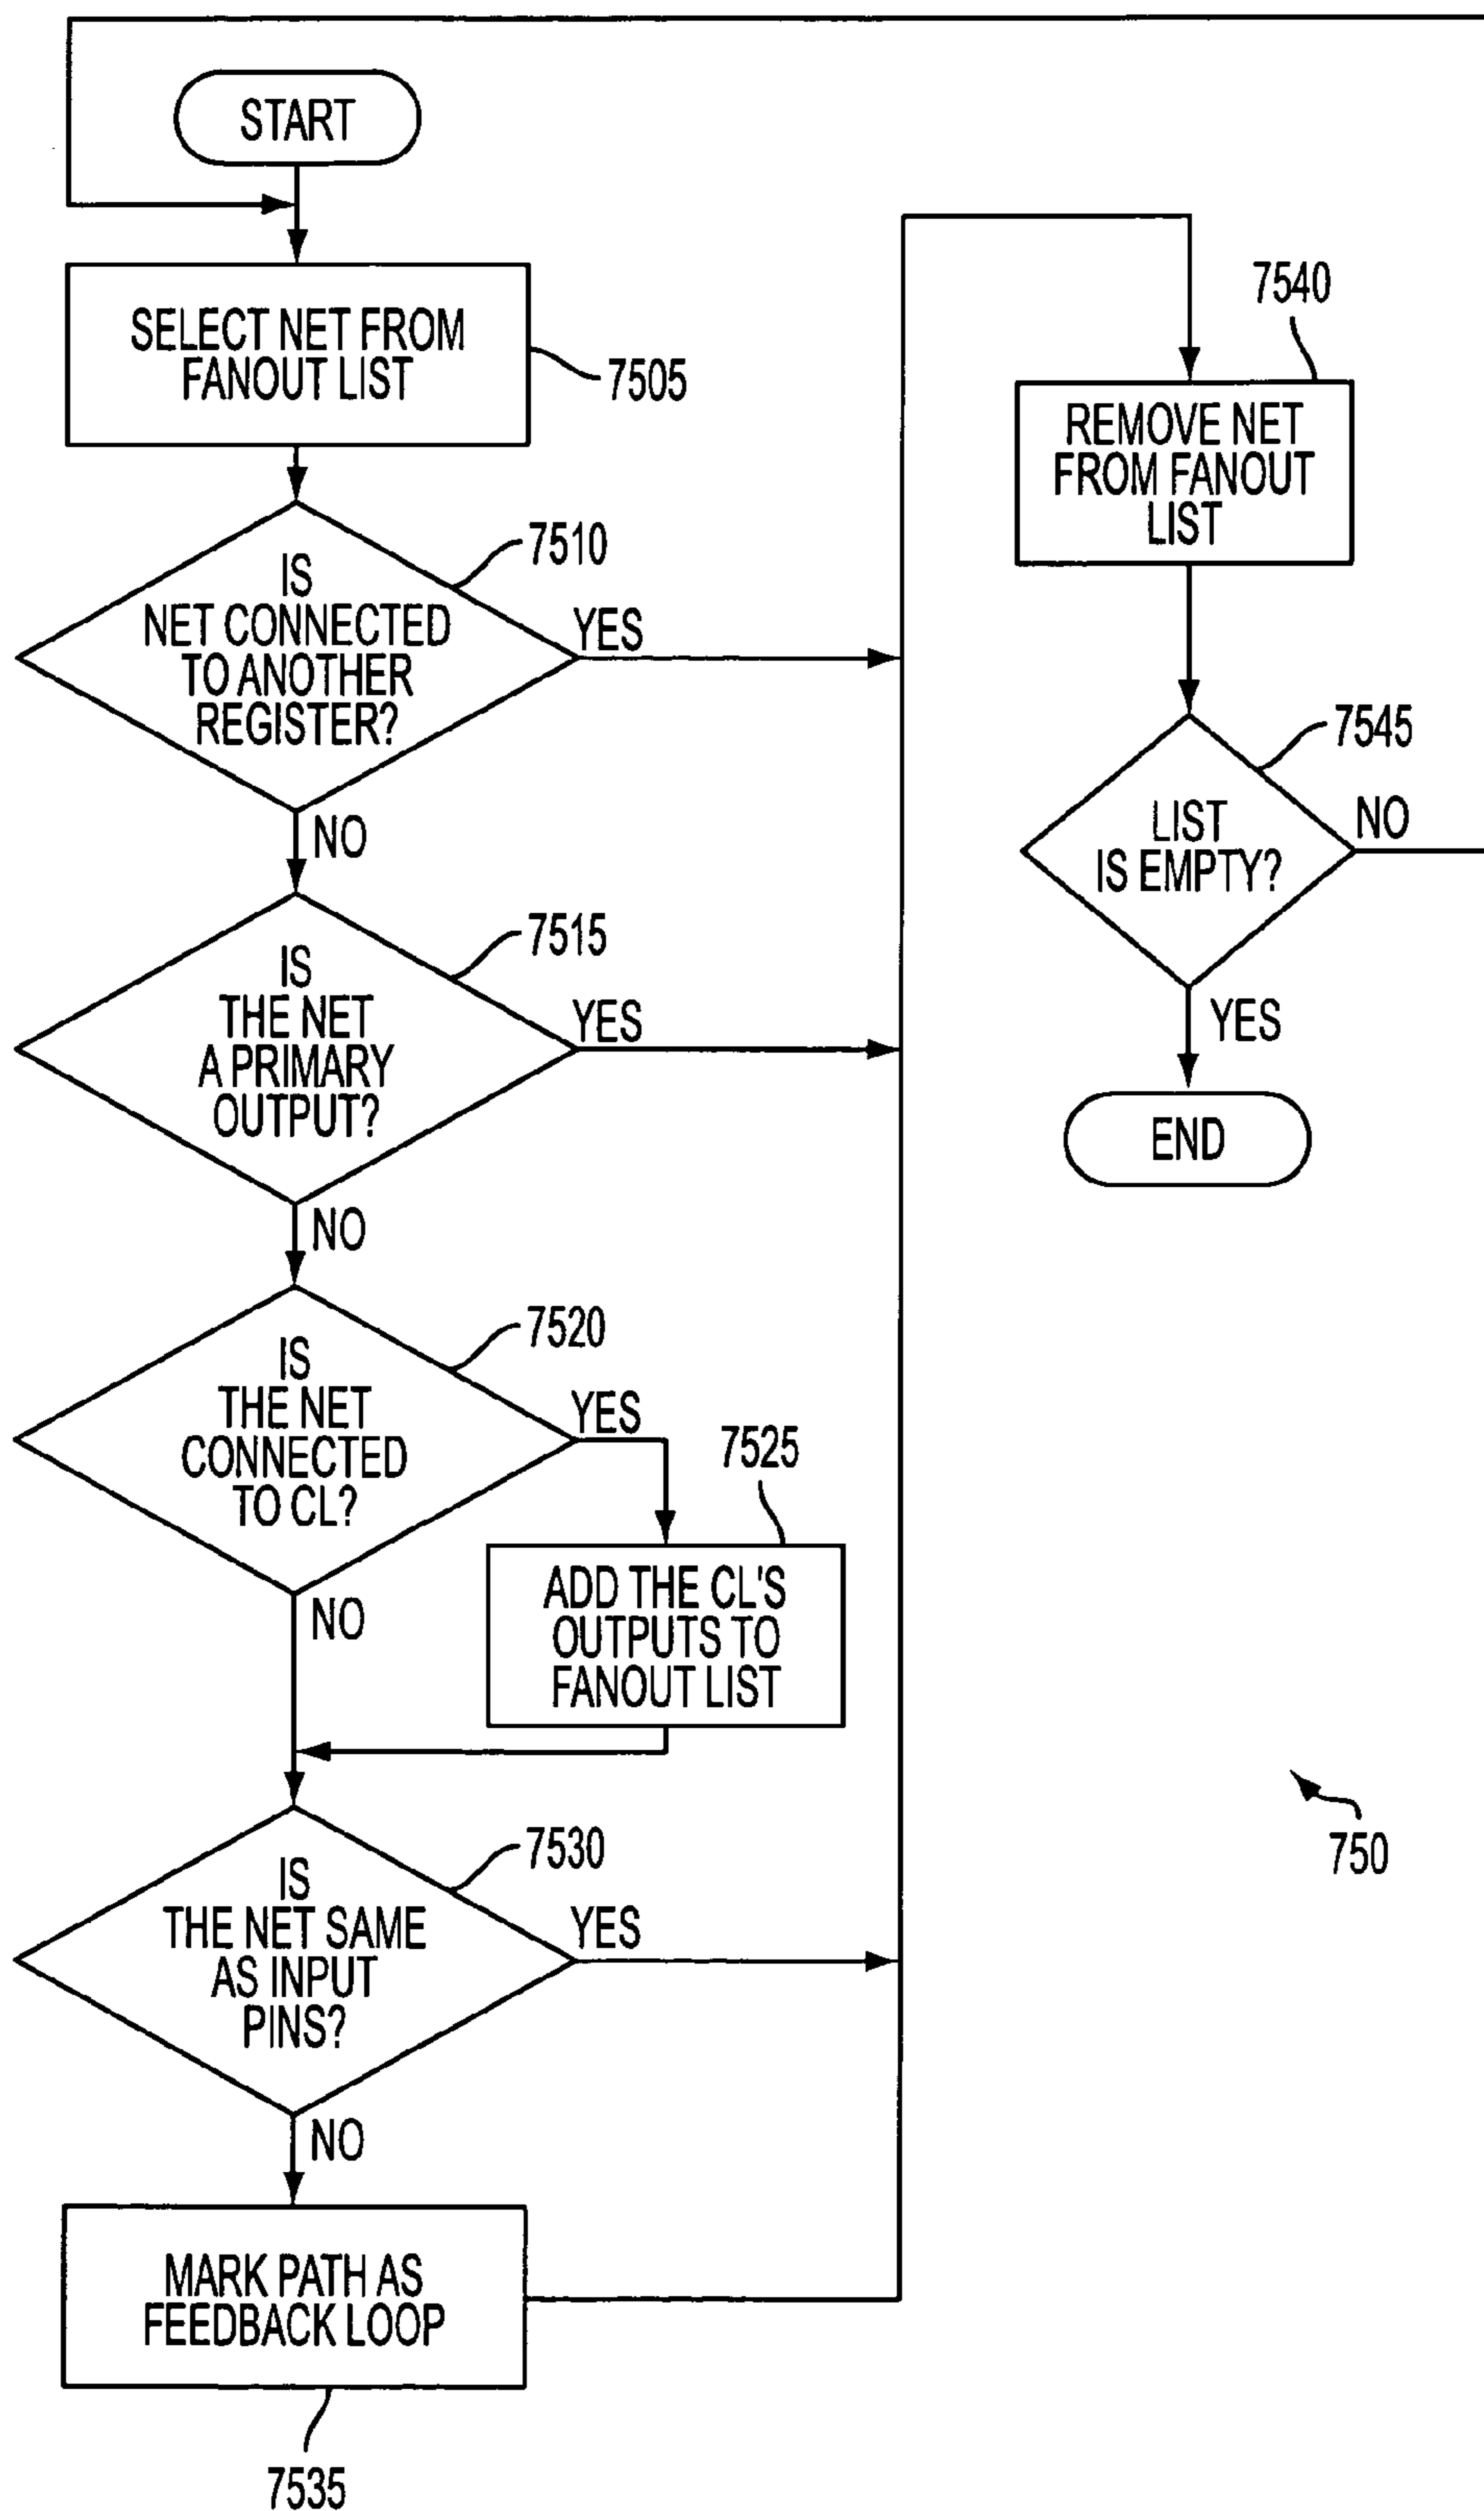 START
SELECT NET FROM
FANOUT LIST
7505
IS
NET CONNECTED
TO ANOTHER
REGISTER?
7510
YES
NO
IS
THE NET
A PRIMARY
OUTPUT?
7515
YES
NO
IS
THE NET
CONNECTED
TO CL?
7520
YES
NO
7525
ADD THE CL'S
OUTPUTS TO
FANOUT LIST
IS
THE NET SAME
AS INPUT
PINS?
7530
YES
NO
MARK PATH AS
FEEDBACK LOOP
7535
7540
REMOVE NET
FROM FANOUT
LIST
7545
LIST
IS EMPTY?
NO
YES
END
750